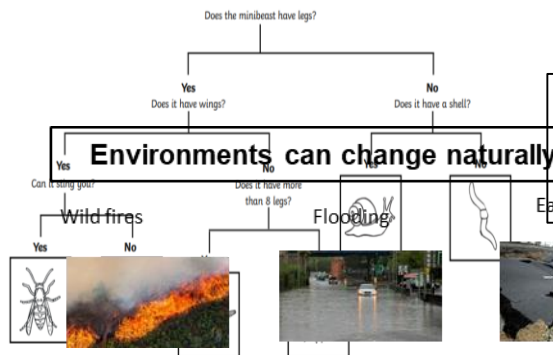 Does the minibeast have legs?
Yes
No
Does it have wings?
Does it have a shell?
Environments can change naturally
Yes
No
Yes
No
Can it sting you?
Does it have more
than 8 legs?
Wild fires
Flooding
Yes
No